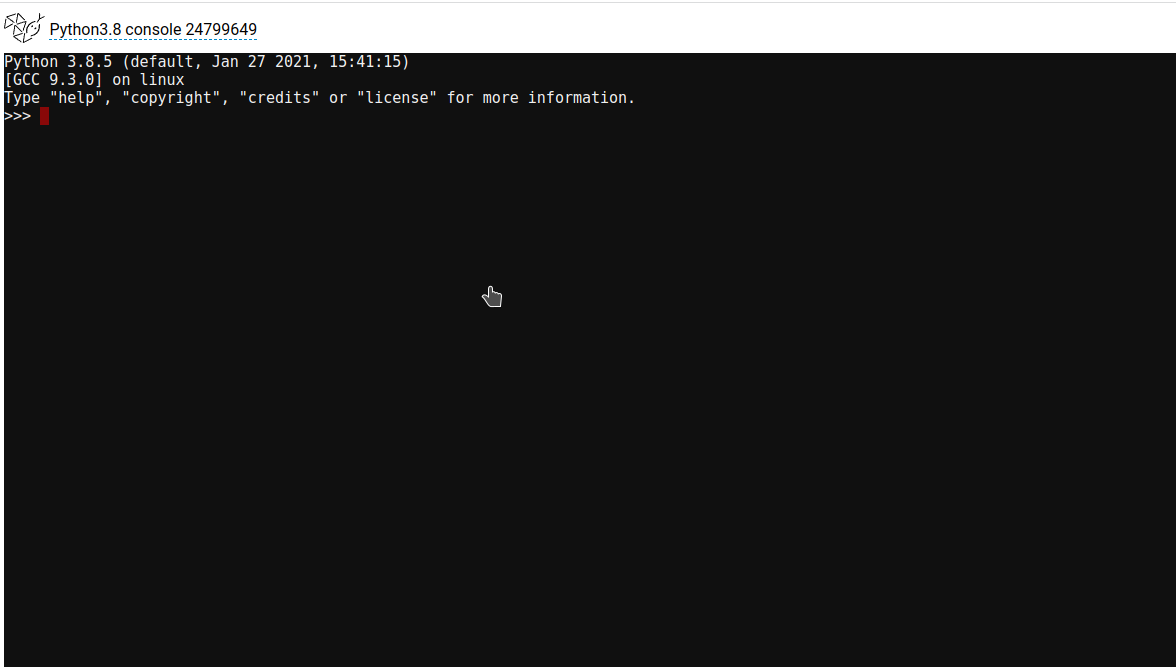 Python3.8 console 24799649
Python 3.8.5 (default, Jan 27 2021, 15:41:15)
[GCC 9.3.0] on linux
Type "help", "copyright", "credits" or "license" for more information.
>>>